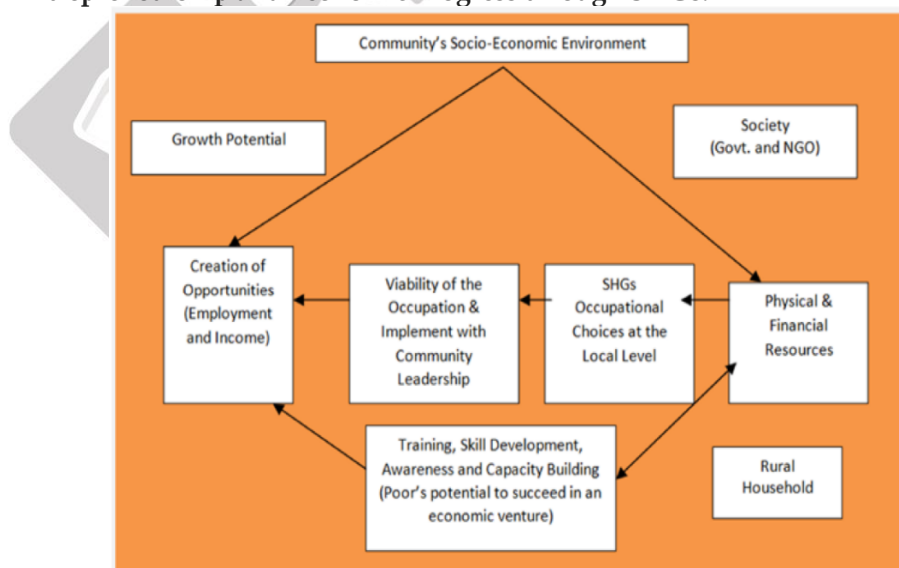 Community's Socio-Economic Environment
Growth Potential
Society
(Govt. and NGO)
Creation of
Opportunities
(Employment
and Income)
Viability of the
Occupation &
Implement with
Community
Leadership
SHGs
Occupational
Choices at the
Local Level
Physical &
Financial
Resources
Training, Skill Development,
Awareness and Capacity Building
(Poor's potential to succeed in an
economic venture)
Rural
Household